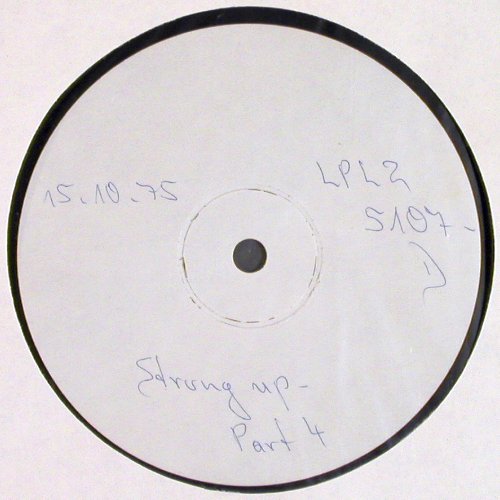 15.10.75
LPL2
5107-
D
Strung up-
Part 4